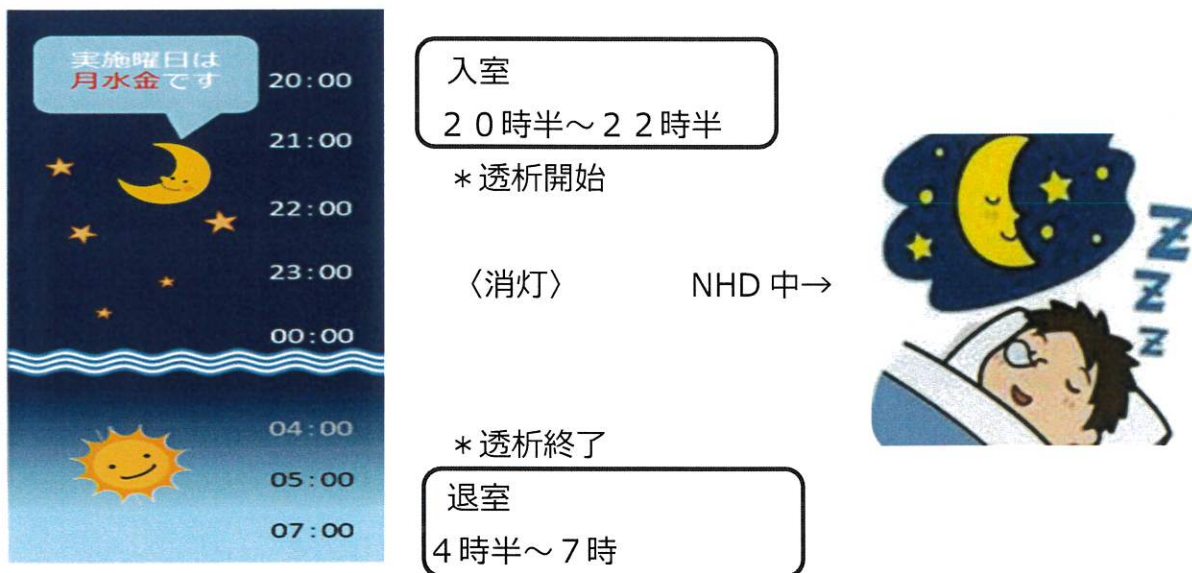 実施曜日は
月水金です
20:00
21:00
22:00
23:00
00:00
04:00
05:00
07:00
入室
20時半～22時半
＊透析開始
〈消灯〉 NHD 中→
Z
Z
Z
＊透析終了
退室
4時半～7時